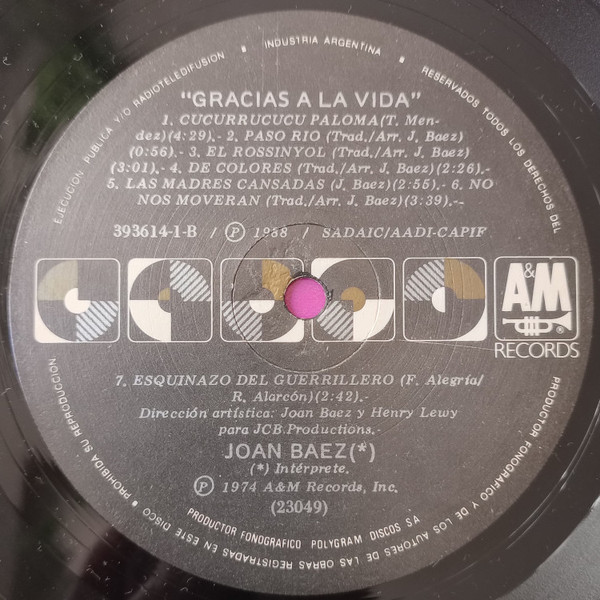 EJECUCION PUBLICA Y/O RADIOTELEDIFUSION ▪ INDUSTRIA ARGENTINA ▪ RESERVADOS TODOS LOS DERECHOS DEL
"GRACIAS A LA VIDA"
1. CUCURRUCUCU PALOMA(T. Men-
dez)(4:29).- 2. PASO RIO (Trad./Arr. J. Baez)
(0:56).- 3. EL ROSSINYOL (Trad./Arr. J. Baez)
(3:01).- 4. DE COLORES (Trad./Arr. J. Baez)(2:26).-
5. LAS MADRES CANSADAS (J. Baez)(2:55).- 6. NO
NOS MOVERAN (Trad./Arr. J. Baez)(3:39).--
393614-1-B / Ⓟ 1988 / SADAIC/AADI-CAPIF
A&M
®
RECORDS
7. ESQUINAZO DEL GUERRILLERO (F. Alegría/
R. Alarcón)(2:42).-
Dirección artística: Joan Baez y Henry Lewy
para JCB Productions.-
JOAN BAEZ(*)
(*) Intérprete.
Ⓟ 1974 A&M Records, Inc.
(23049)
PRODUCTOR FONOGRAFICO POLYGRAM DISCOS SA
PRODUCTOR FONOGRAFICO Y DE LOS AUTORES DE LAS OBRAS REGISTRADAS EN ESTE DISCO ▪ PROHIBIDA SU REPRODUCCION